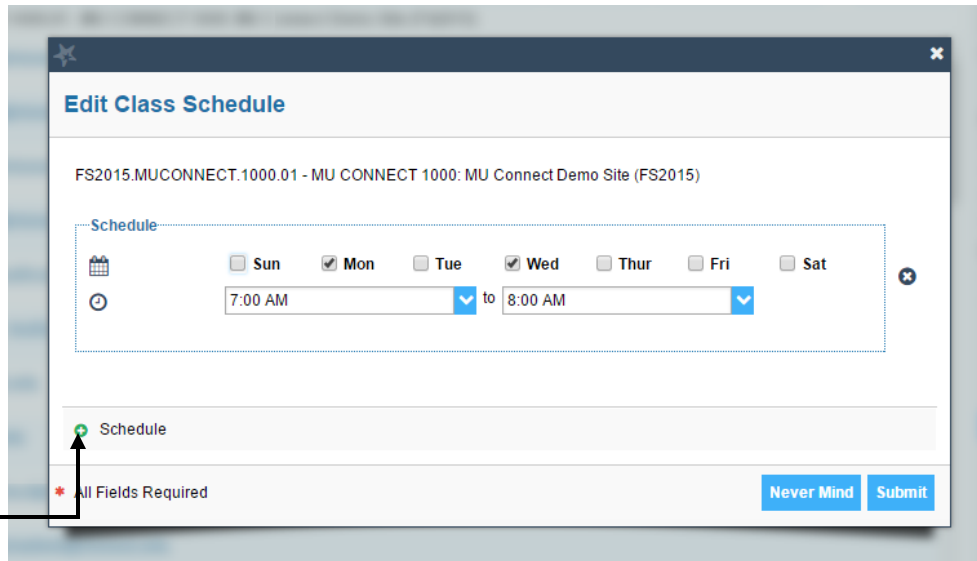 Edit Class Schedule
FS2015.MUCONNECT.1000.01 - MU CONNECT 1000: MU Connect Demo Site (FS2015)
Schedule
Sun Mon Tue Wed Thur Fri Sat
7:00 AM to 8:00 AM
Schedule
* All Fields Required
Never Mind Submit